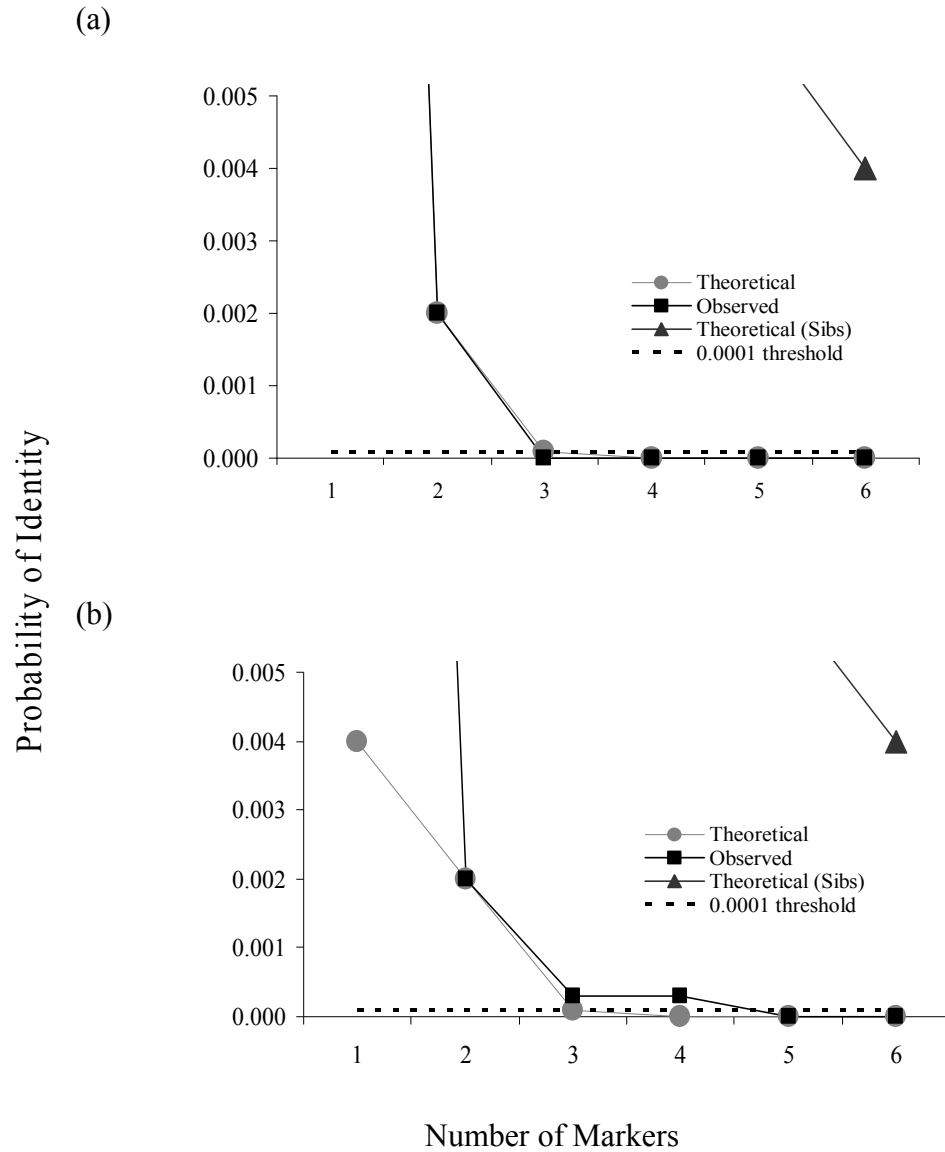 (a)
0.005
0.004
0.003
0.002
0.001
0.000
1 2 3 4 5 6
Theoretical
Observed
Theoretical (Sibs)
0.0001 threshold
Probability of Identity
(b)
0.005
0.004
0.003
0.002
0.001
0.000
1 2 3 4 5 6
Theoretical
Observed
Theoretical (Sibs)
0.0001 threshold
Number of Markers